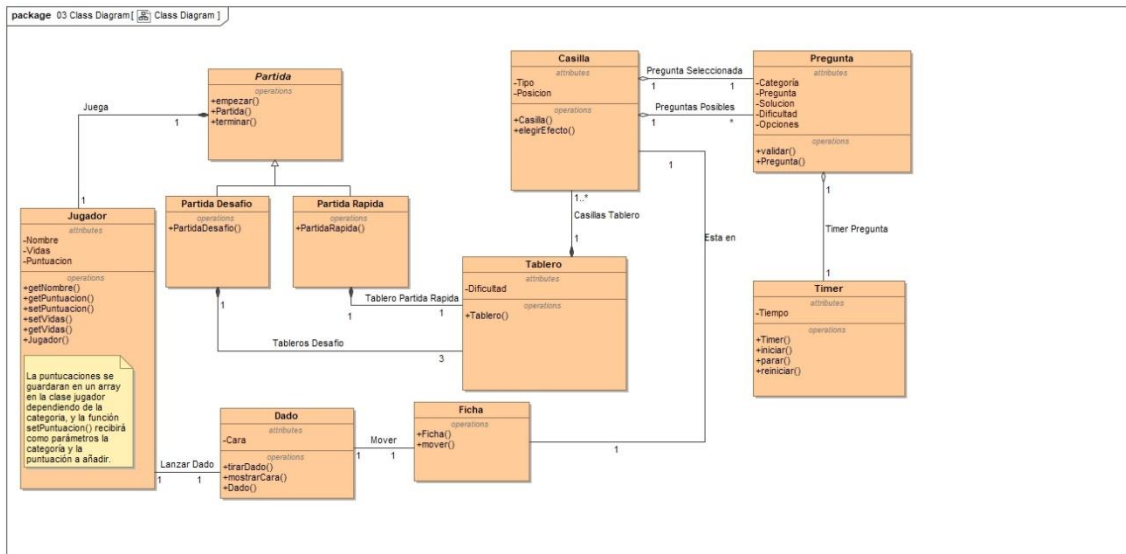 package 03 Class Diagram[ Class Diagram ]
Partida
operations
+empezar()
+Partida()
+terminar()
Juega
1
1
Partida Desafio
operations
+PartidaDesafio()
Partida Rapida
operations
+PartidaRapida()
Jugador
attributes
-Nombre
-Vidas
-Puntuacion
operations
+getNombre()
+getPuntuacion()
+setPuntuacion()
+setVidas()
+getVidas()
+Jugador()
La puntucaciones se
guardaran en un array
en la clase jugador
dependiendo de la
categoria, y la función
setPuntuacion() recibirá
como parámetros la
categoría y la
puntuación a añadir.
Casilla
attributes
-Tipo
-Posicion
operations
+Casilla()
+elegirEfecto()
Pregunta Seleccionada
1
1
Preguntas Posibles
1
*
Pregunta
attributes
-Categoría
-Pregunta
-Solucion
-Dificultad
-Opciones
operations
+validar()
+Pregunta()
1
Timer Pregunta
1
Timer
attributes
-Tiempo
operations
+Timer()
+iniciar()
+parar()
+reiniciar()
1..*
Casillas Tablero
1
1
Esta en
1
Tablero
attributes
-Dificultad
operations
+Tablero()
Tablero Partida Rapida
1
1
1
Tableros Desafio
3
Dado
attributes
-Cara
operations
+tirarDado()
+mostrarCara()
+Dado()
Lanzar Dado
1
1
Mover
1
1
Ficha
operations
+Ficha()
+mover()